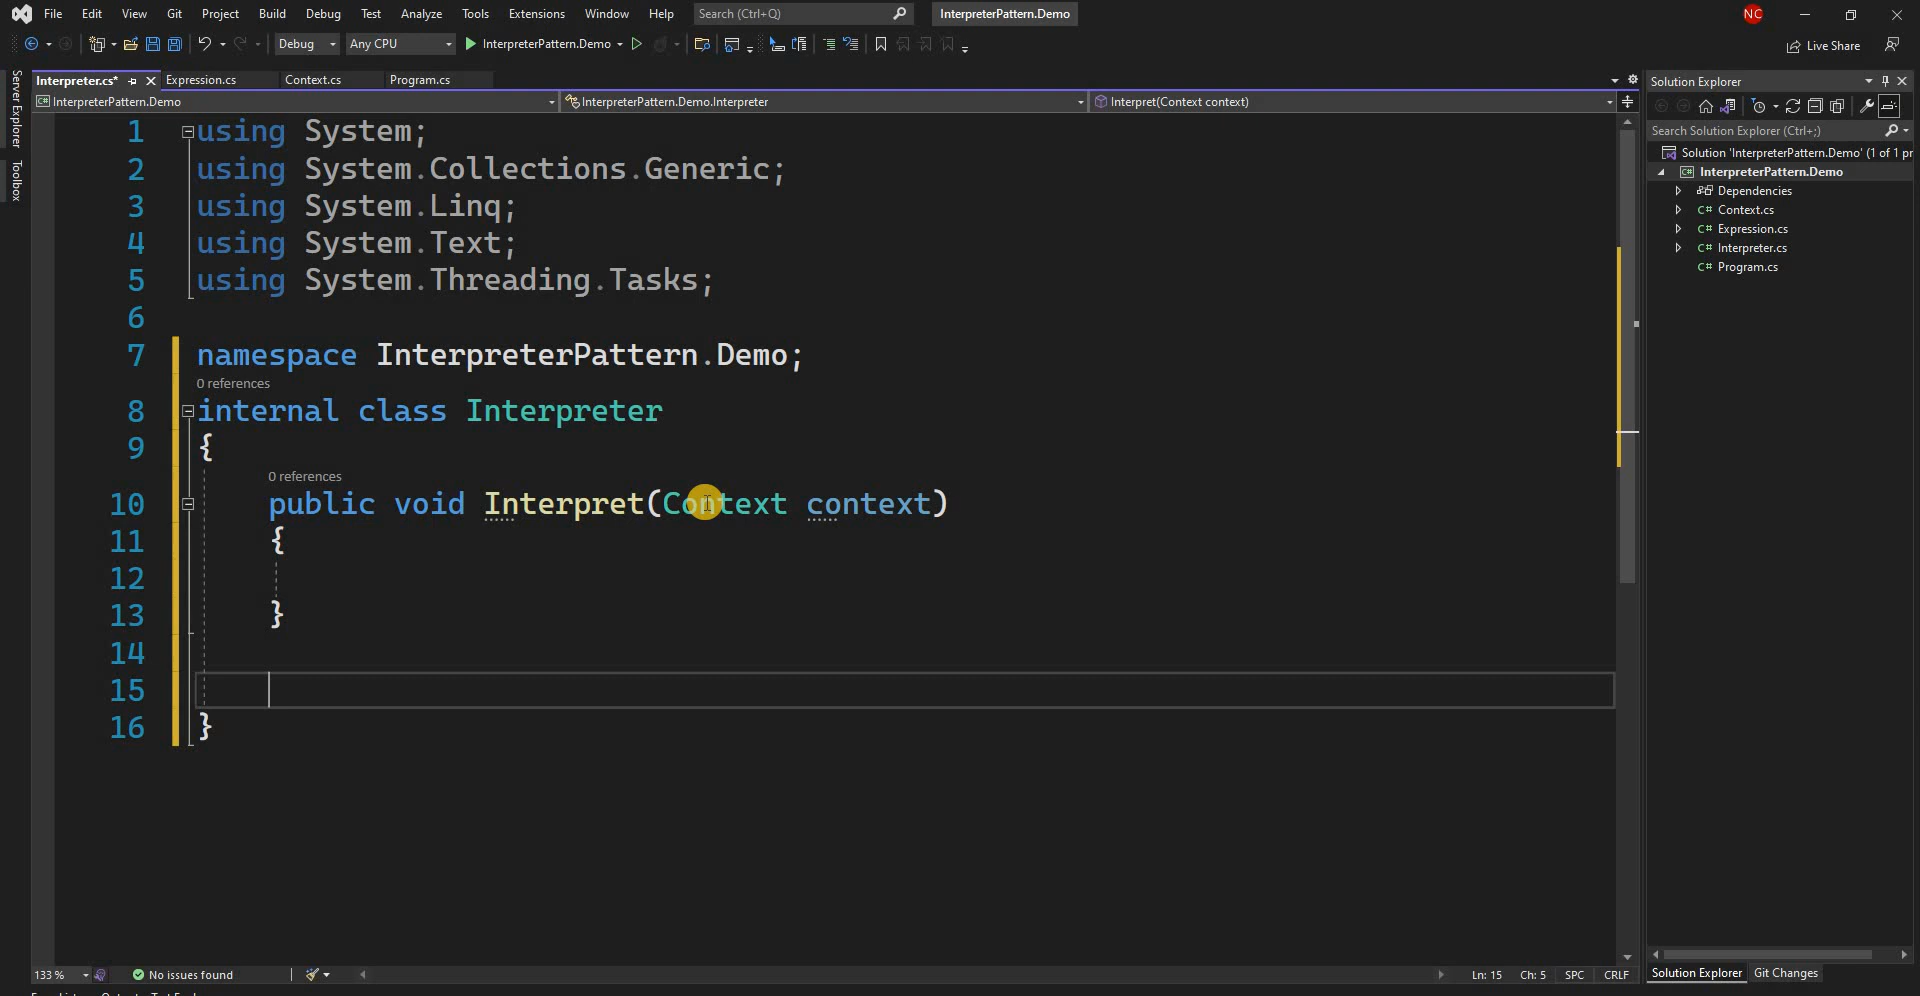 File Edit View Git Project Build Debug Test Analyze Tools Extensions Window Help Search (Ctrl+Q) InterpreterPattern.Demo NC
Debug Any CPU InterpreterPattern.Demo Live Share
Server Explorer
Toolbox
Interpreter.cs* Expression.cs Context.cs Program.cs
InterpreterPattern.Demo InterpreterPattern.Demo.Interpreter Interpret(Context context)
1 using System;
2 using System.Collections.Generic;
3 using System.Linq;
4 using System.Text;
5 using System.Threading.Tasks;
6
7 namespace InterpreterPattern.Demo;
0 references
8 internal class Interpreter
9 {
0 references
10 public void Interpret(Context context)
11 {
12
13 }
14
15
16 }
133 % No issues found Ln: 15 Ch: 5 SPC CRLF
Solution Explorer
Search Solution Explorer (Ctrl+;)
Solution 'InterpreterPattern.Demo' (1 of 1 pr
InterpreterPattern.Demo
Dependencies
C# Context.cs
C# Expression.cs
C# Interpreter.cs
C# Program.cs
Solution Explorer Git Changes